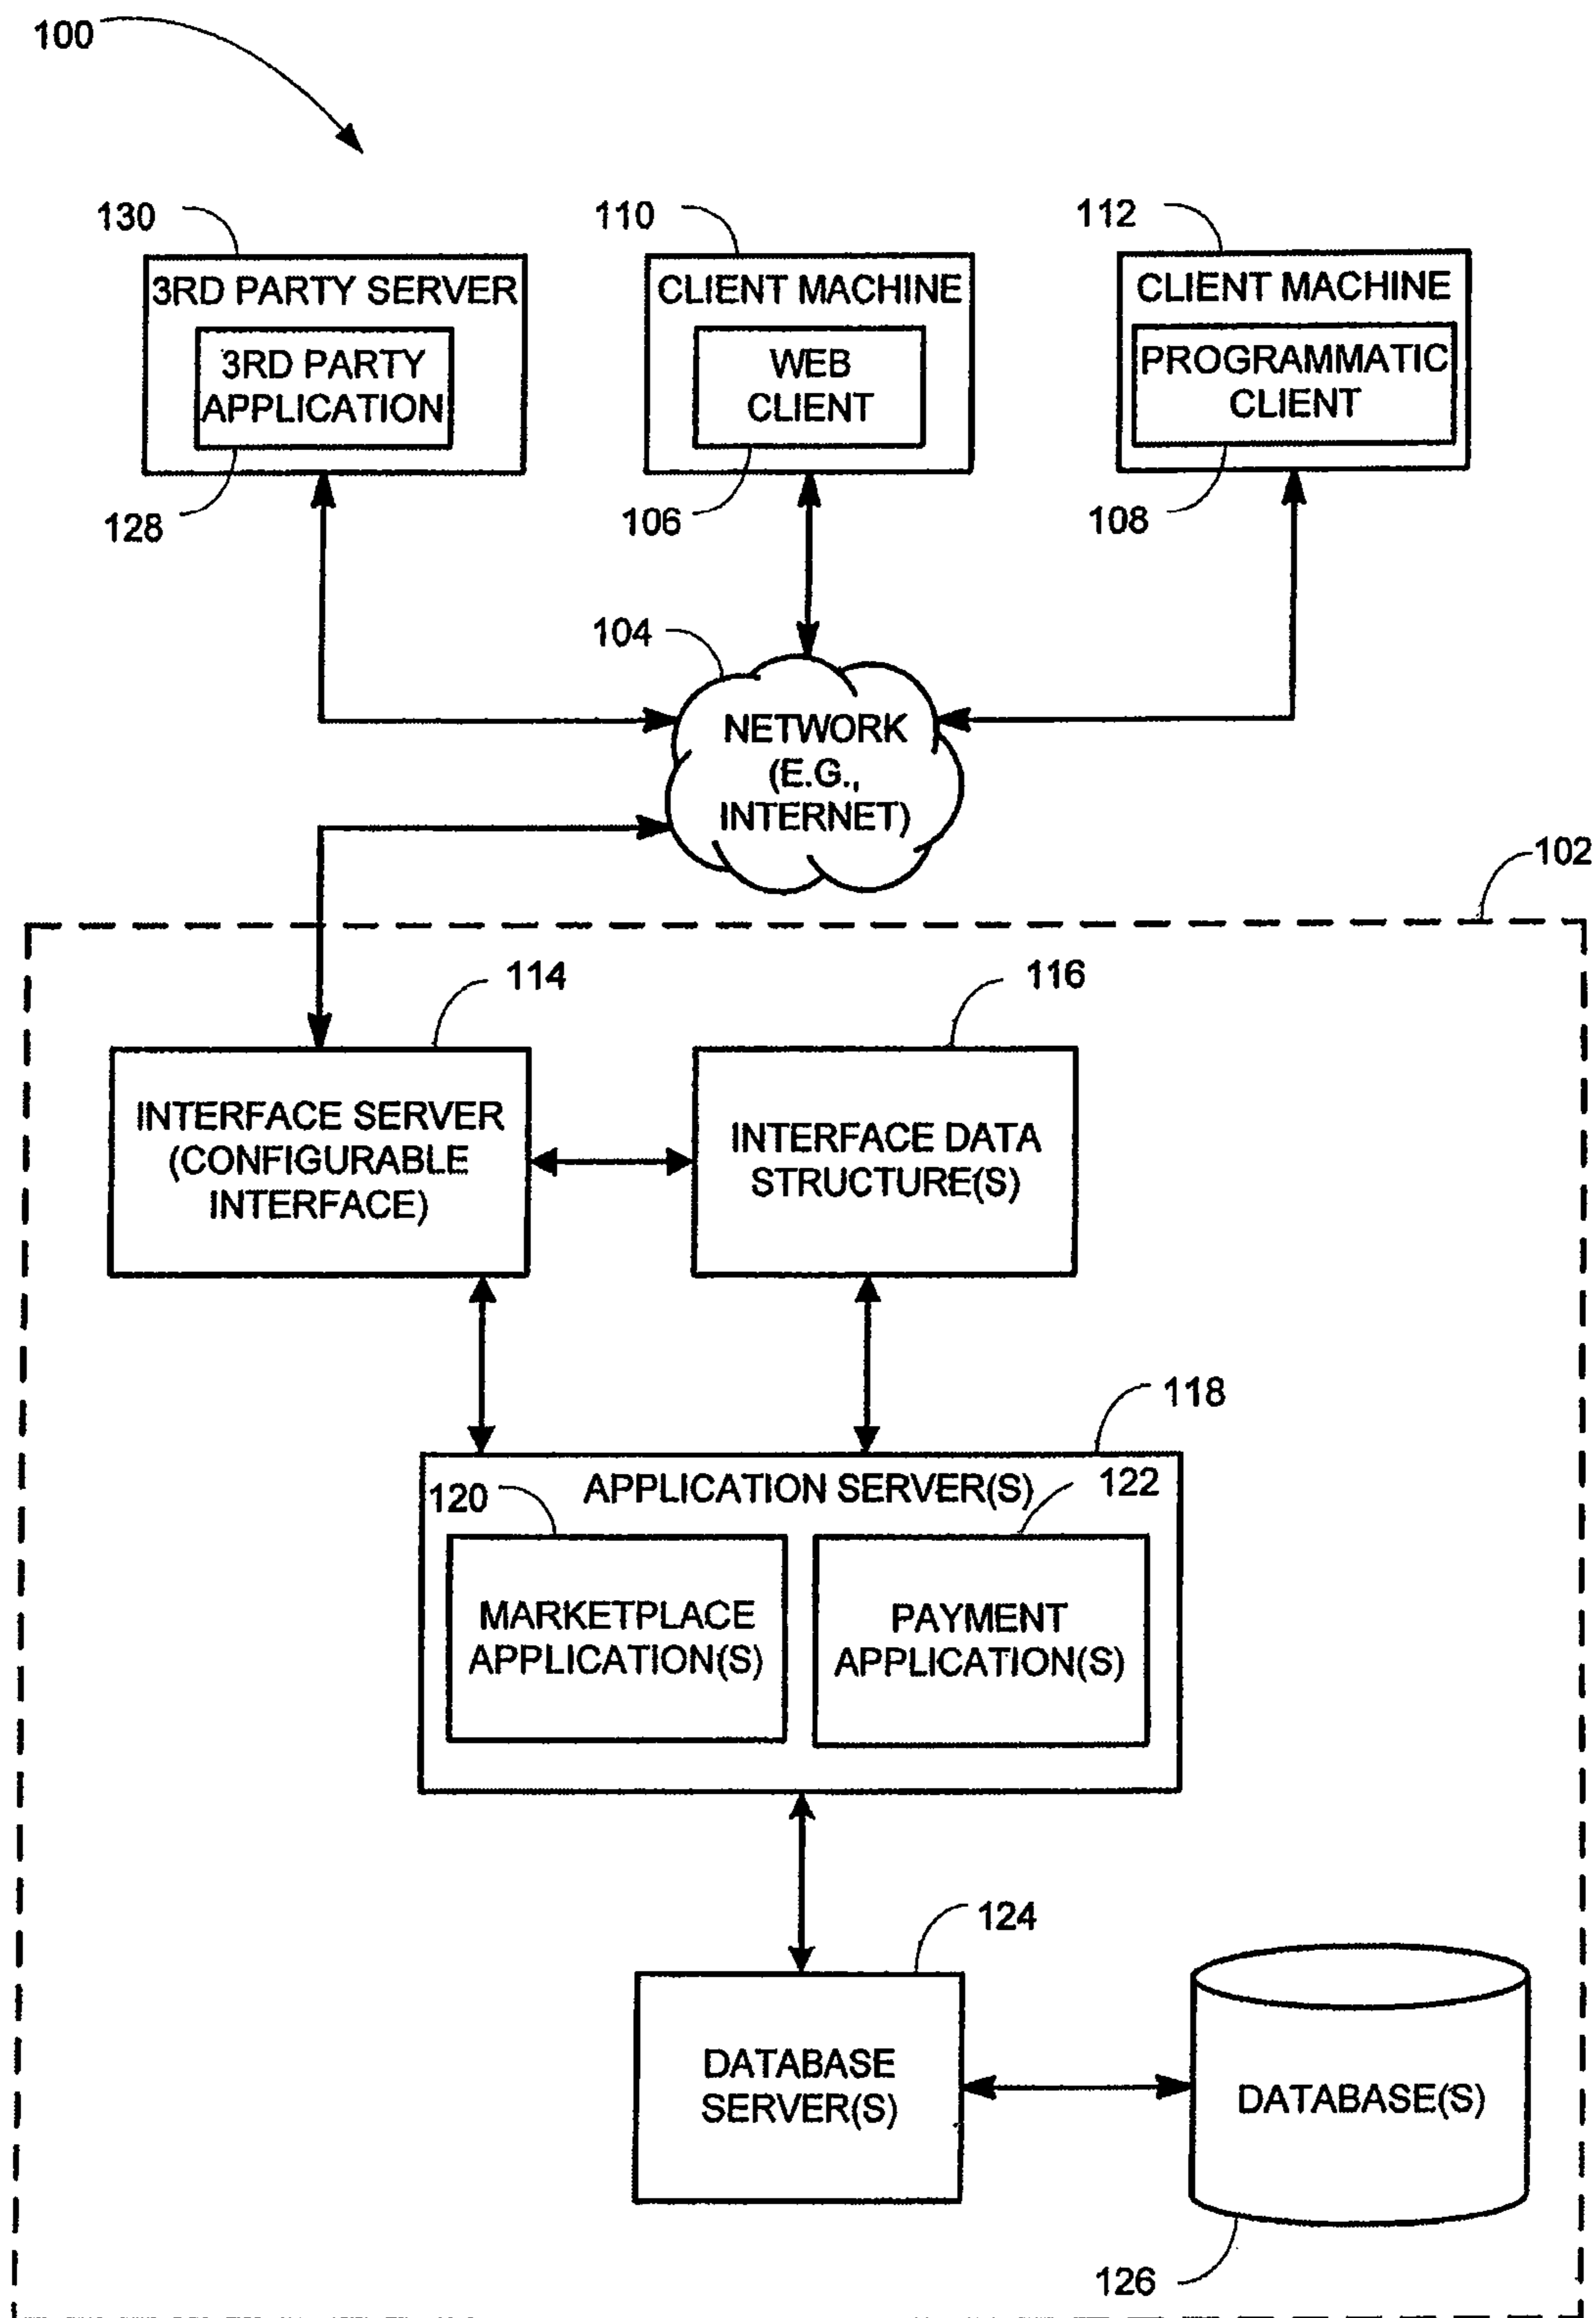 100
130
110
112
3RD PARTY SERVER
3RD PARTY
APPLICATION
CLIENT MACHINE
WEB
CLIENT
CLIENT MACHINE
PROGRAMMATIC
CLIENT
128
106
108
104
NETWORK
(E.G.,
INTERNET)
102
114
116
INTERFACE SERVER
(CONFIGURABLE
INTERFACE)
INTERFACE DATA
STRUCTURE(S)
118
APPLICATION SERVER(S)
120
122
MARKETPLACE
APPLICATION(S)
PAYMENT
APPLICATION(S)
124
DATABASE
SERVER(S)
DATABASE(S)
126